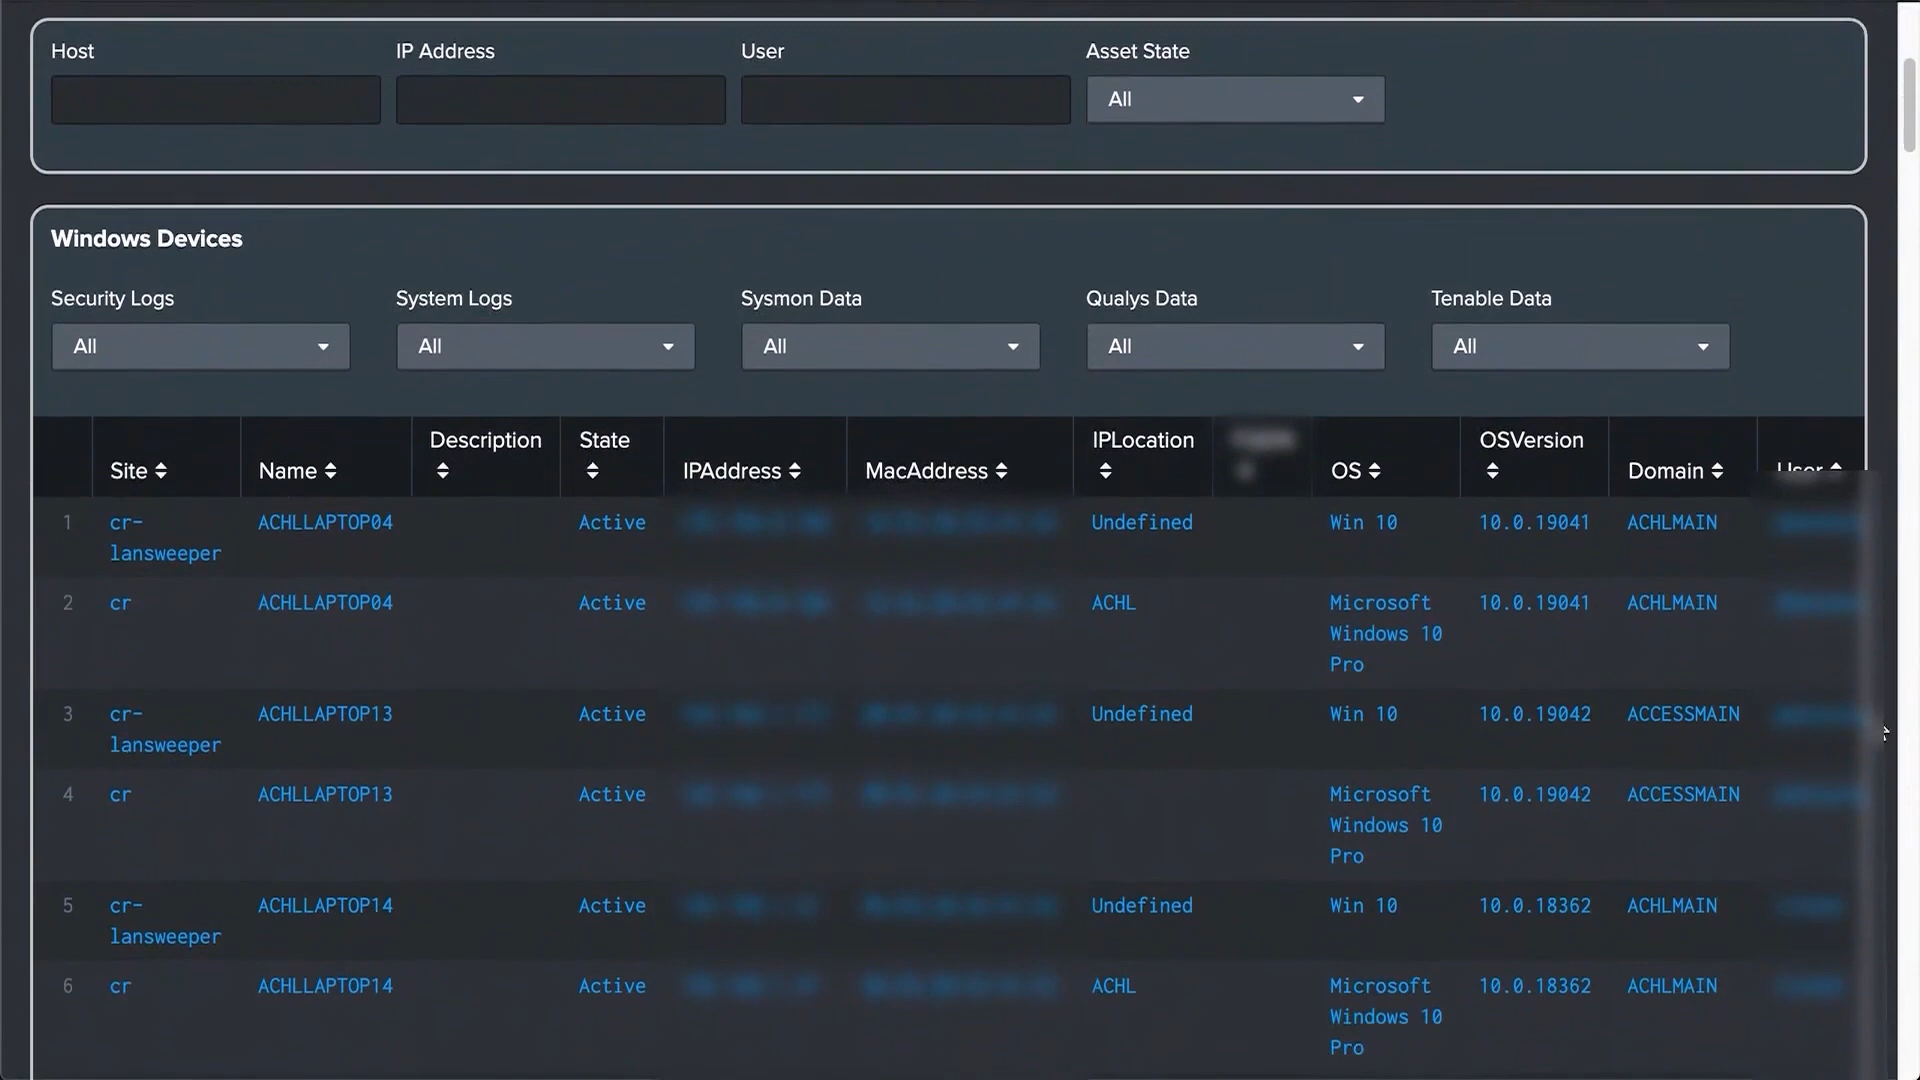 Host IP Address User Asset State
All
Windows Devices
Security Logs System Logs Sysmon Data Qualys Data Tenable Data
All All All All All
Description State IPLocation OSVersion
Site Name IPAddress MacAddress OS Domain User
1 cr- ACHLLAPTOP04 Active Undefined Win 10 10.0.19041 ACHLMAIN
lansweeper
2 cr ACHLLAPTOP04 Active ACHL Microsoft 10.0.19041 ACHLMAIN
Windows 10
Pro
3 cr- ACHLLAPTOP13 Active Undefined Win 10 10.0.19042 ACCESSMAIN
lansweeper
4 cr ACHLLAPTOP13 Active Microsoft 10.0.19042 ACCESSMAIN
Windows 10
Pro
5 cr- ACHLLAPTOP14 Active Undefined Win 10 10.0.18362 ACHLMAIN
lansweeper
6 cr ACHLLAPTOP14 Active ACHL Microsoft 10.0.18362 ACHLMAIN
Windows 10
Pro